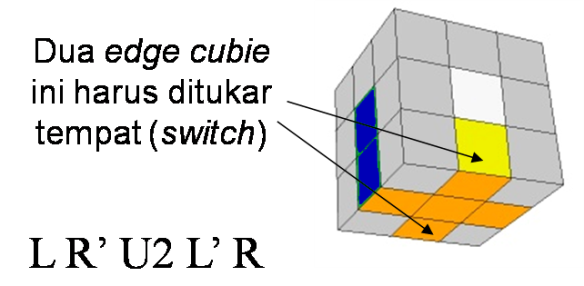 Dua edge cubie
ini harus ditukar
tempat (switch)
L R’ U2 L’ R